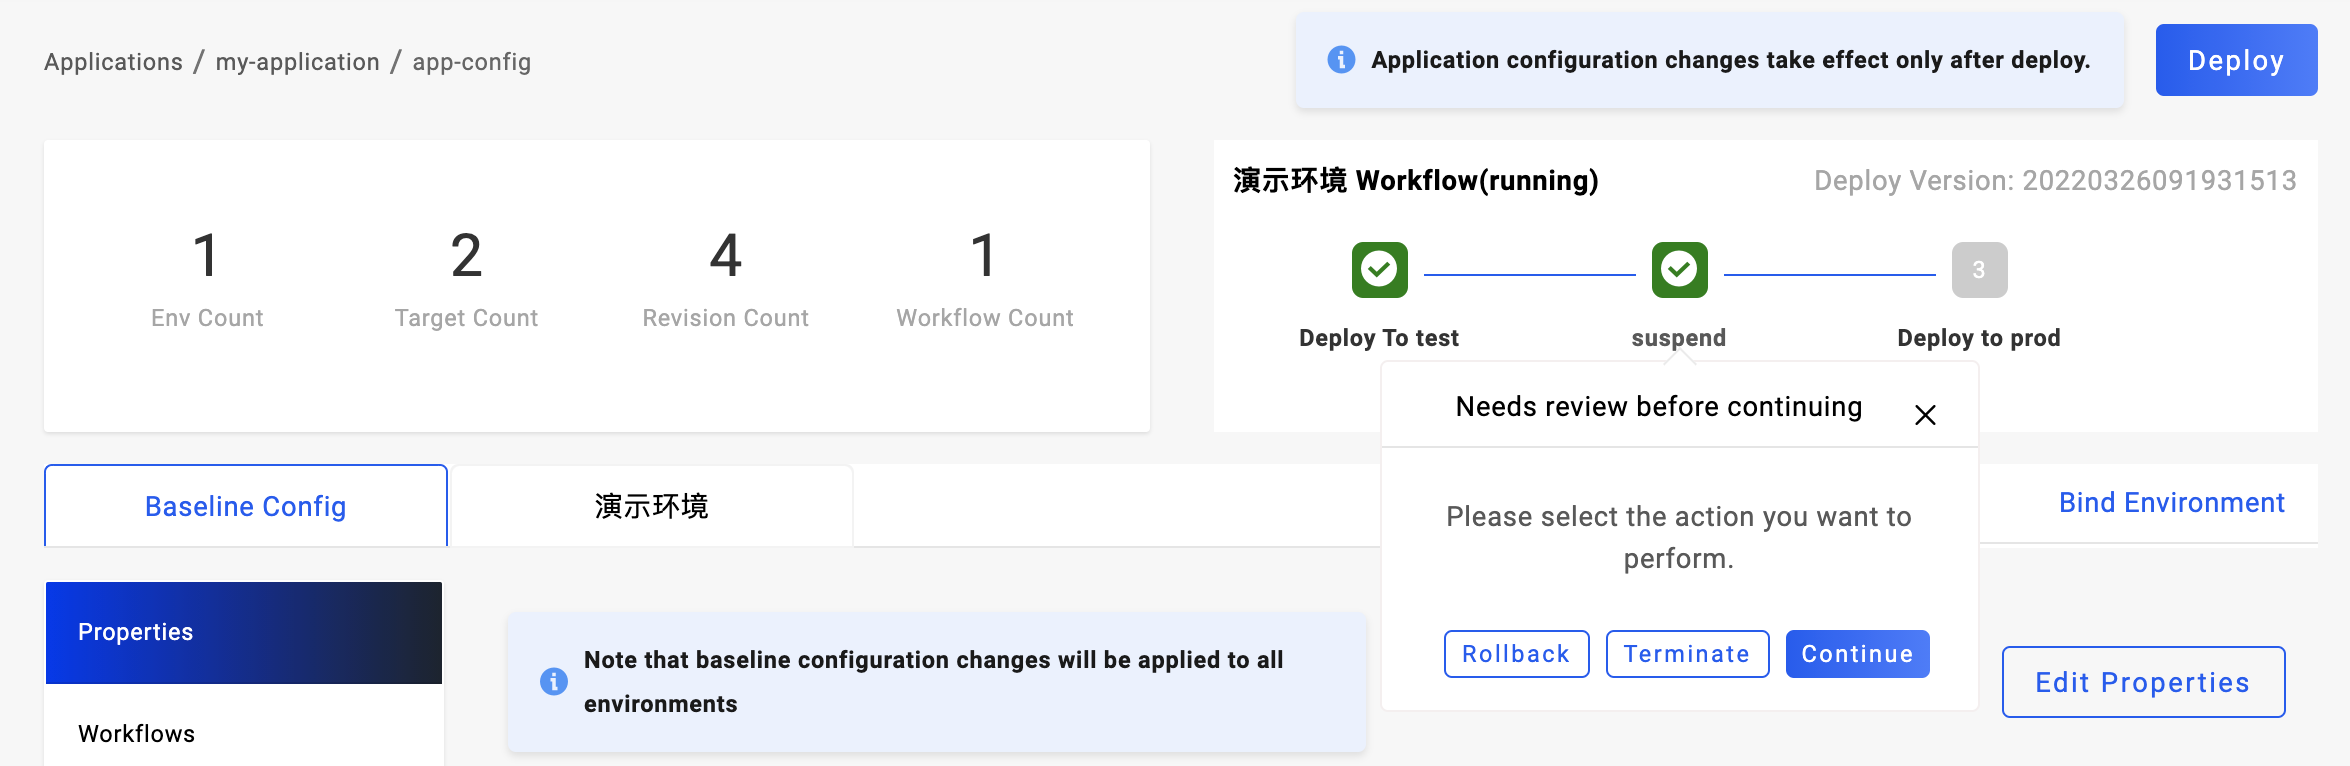 Applications / my-application / app-config
Application configuration changes take effect only after deploy.
Deploy
1
Env Count
2
Target Count
4
Revision Count
1
Workflow Count
演示环境 Workflow(running)
Deploy Version: 20220326091931513
3
Deploy To test
suspend
Deploy to prod
Needs review before continuing
Please select the action you want to
perform.
Rollback
Terminate
Continue
Baseline Config
演示环境
Bind Environment
Properties
Workflows
Note that baseline configuration changes will be applied to all
environments
Edit Properties